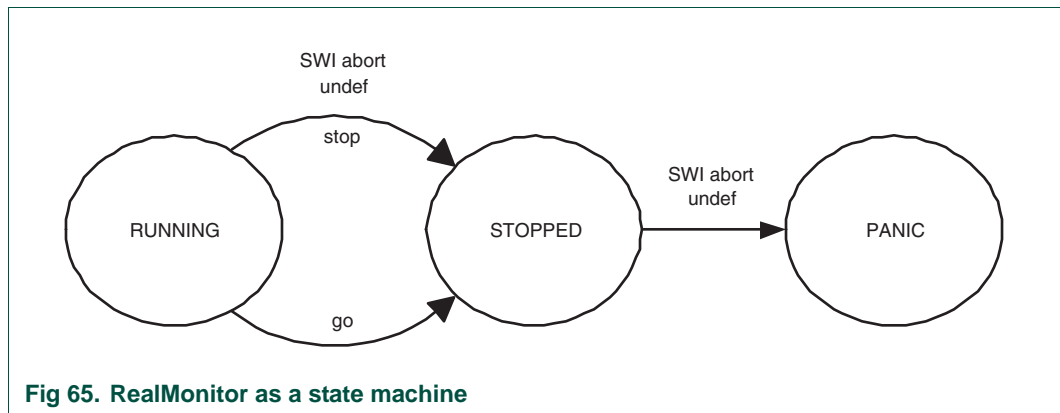 SWI abort
undef
stop
SWI abort
undef
RUNNING
STOPPED
PANIC
go
Fig 65. RealMonitor as a state machine